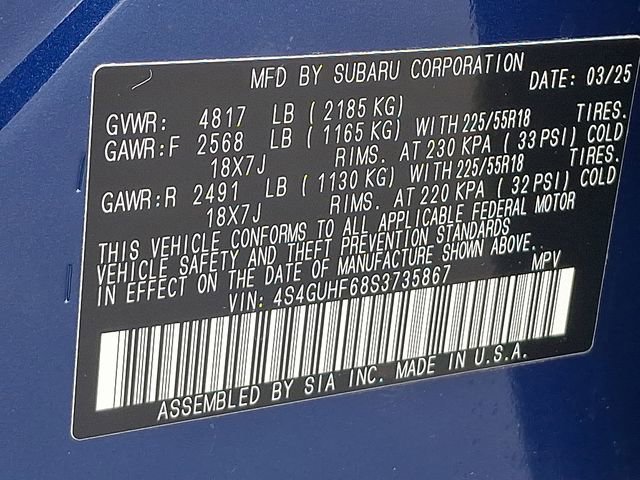 MFD BY SUBARU CORPORATION DATE: 03/25
GVWR: 4817 LB (2185 KG)
GAWR:F 2568 LB (1165 KG) WITH 225/55R18 TIRES.
18X7J RIMS. AT 230 KPA (33 PSI) COLD
GAWR:R 2491 LB (1130 KG) WITH 225/55R18 TIRES.
18X7J RIMS. AT 220 KPA (32 PSI) COLD
THIS VEHICLE CONFORMS TO ALL APPLICABLE FEDERAL MOTOR
VEHICLE SAFETY AND THEFT PREVENTION STANDARDS
IN EFFECT ON THE DATE OF MANUFACTURE SHOWN ABOVE.
VIN: 4S4GUHF68S3735867 MPV
ASSEMBLED BY SIA INC. MADE IN U.S.A.